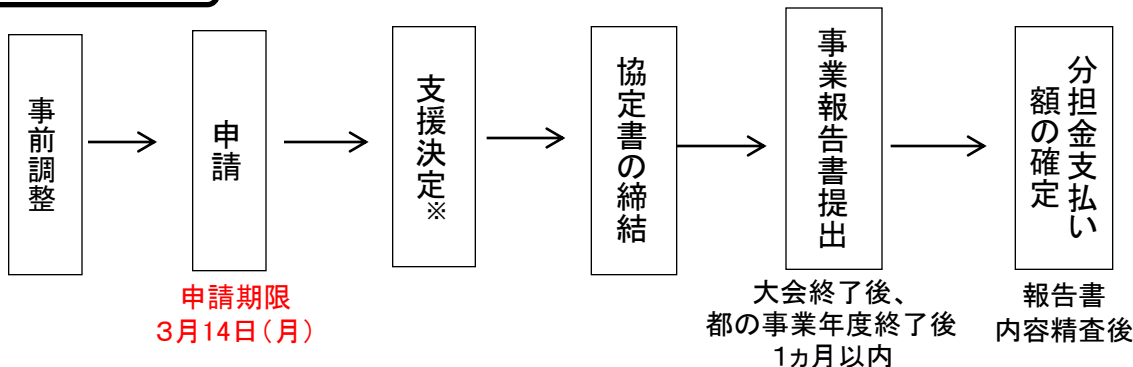 事前調整
申請
申請期限
3月14日(月)
支援決定※
協定書の締結
事業報告書提出
大会終了後、
都の事業年度終了後
1ヵ月以内
分担金支払い
額の確定
報告書
内容精査後